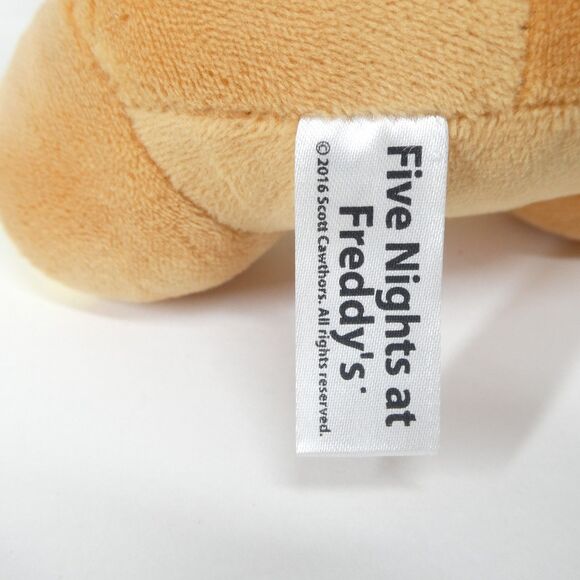 Five Nights at
Freddy's.
© 2016 Scott Cawthors. All rights reserved.